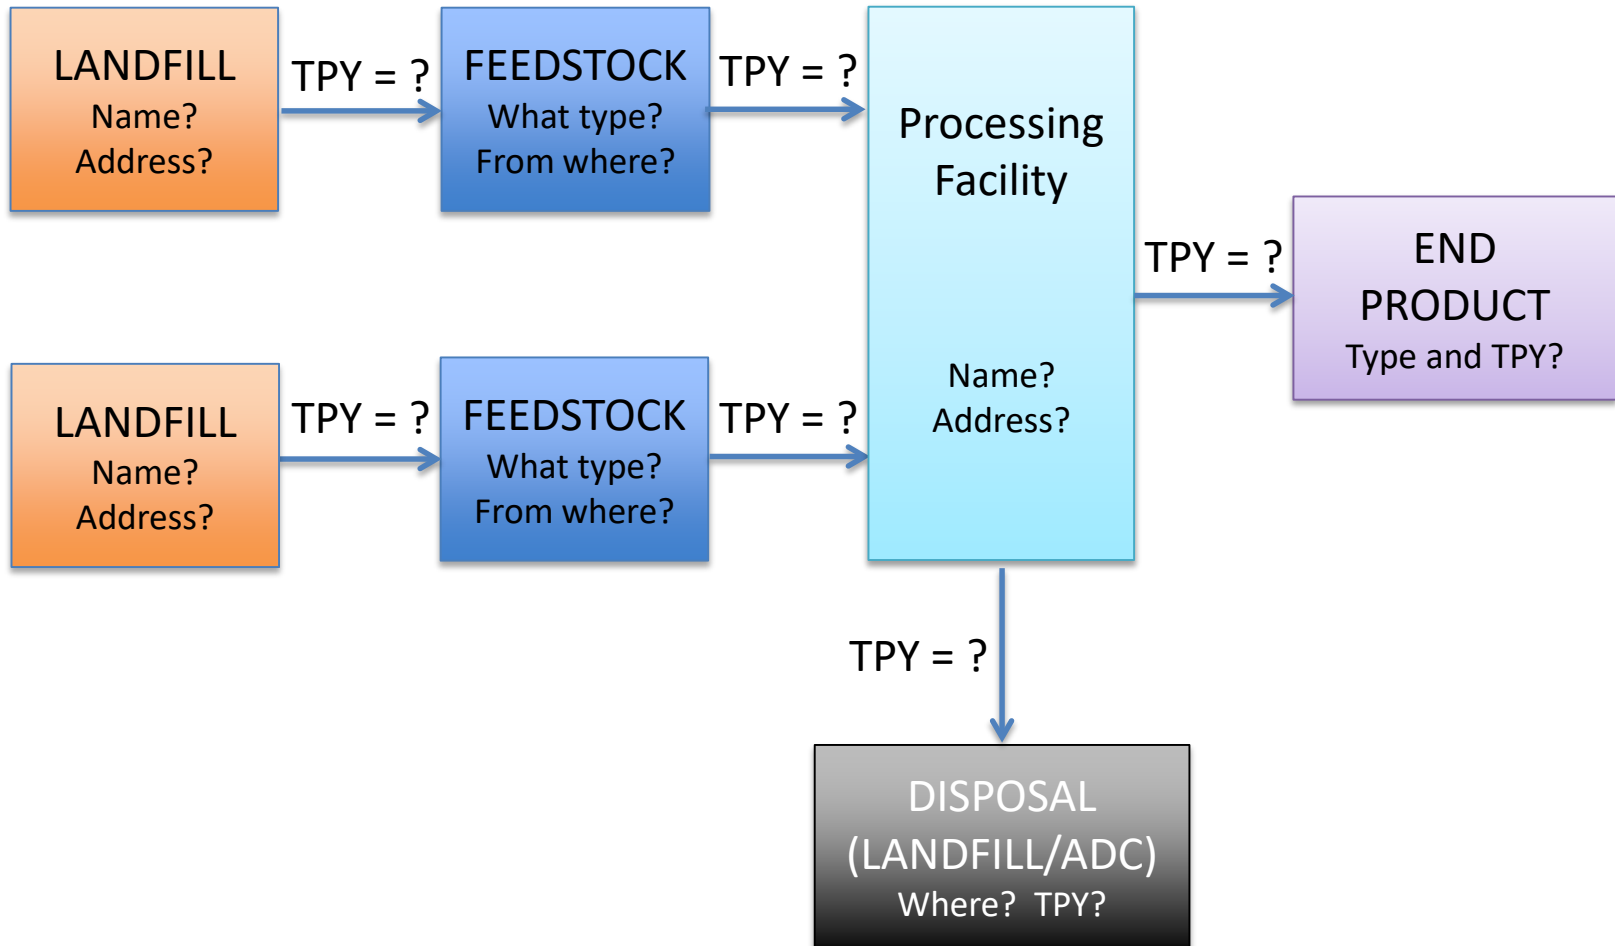 LANDFILL
Name?
Address?
TPY = ?
FEEDSTOCK
What type?
From where?
TPY = ?
Processing
Facility
Name?
Address?
TPY = ?
END
PRODUCT
Type and TPY?
LANDFILL
Name?
Address?
TPY = ?
FEEDSTOCK
What type?
From where?
TPY = ?
TPY = ?
DISPOSAL
(LANDFILL/ADC)
Where?  TPY?